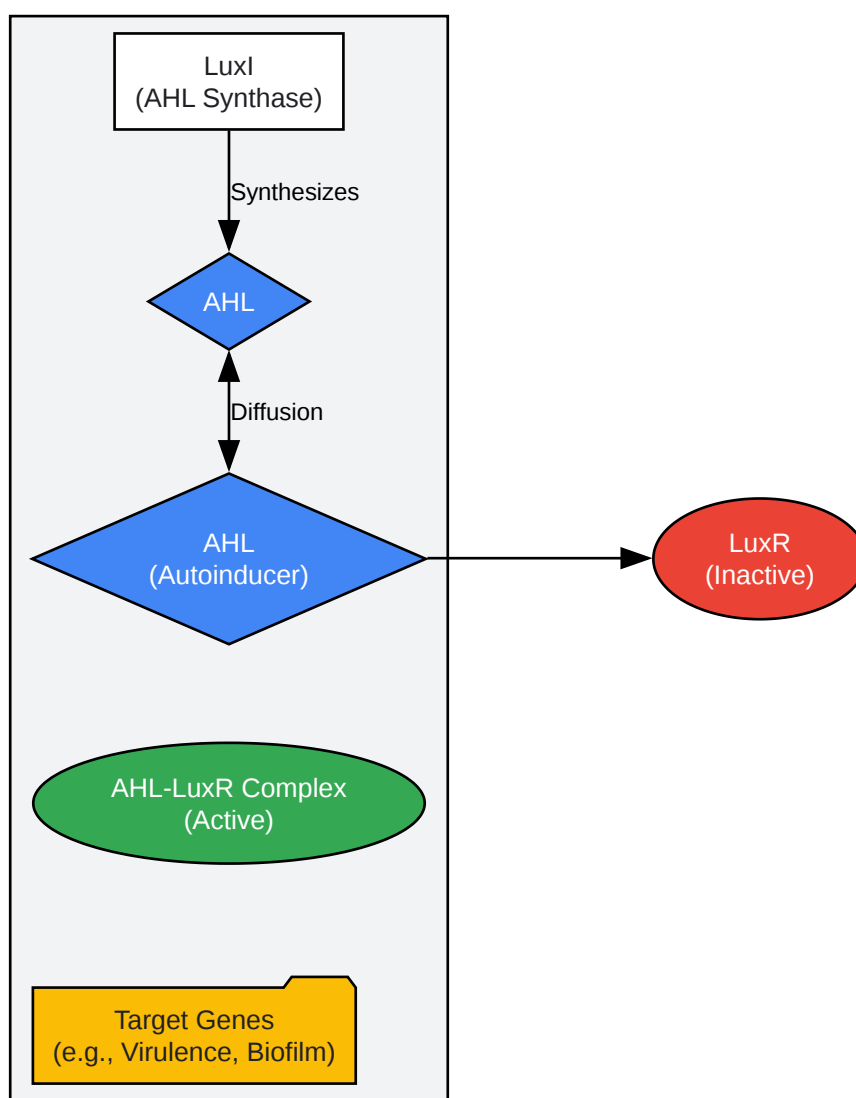 LuxI
(AHL Synthase)
Synthesizes
AHL
Diffusion
AHL
(Autoinducer)
LuxR
(Inactive)
AHL-LuxR Complex
(Active)
Target Genes
(e.g., Virulence, Biofilm)